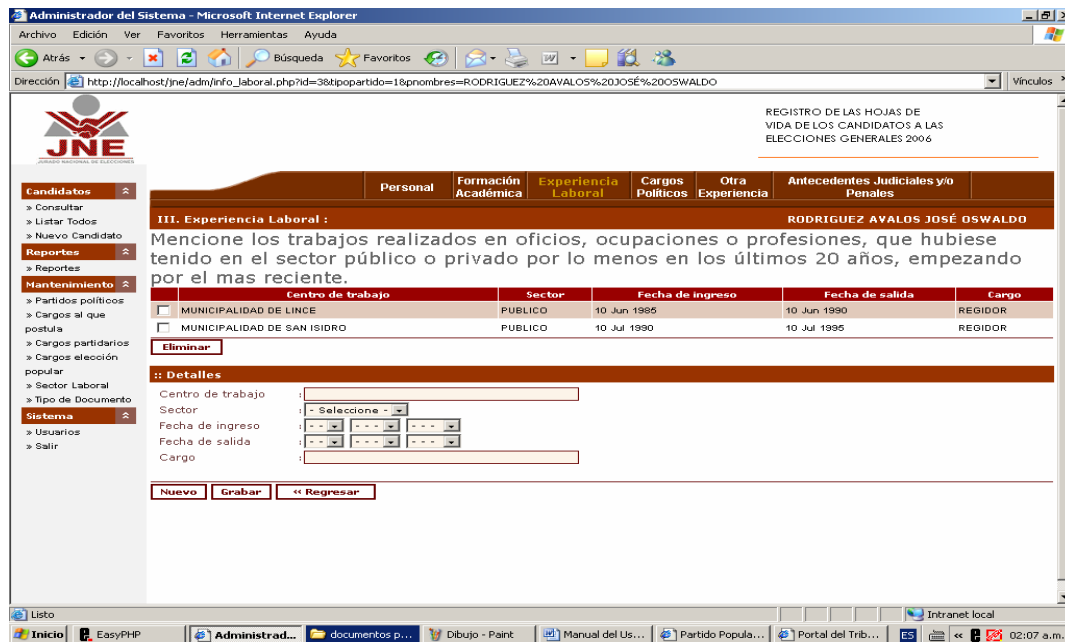 Administrador del Sistema - Microsoft Internet Explorer
Archivo Edición Ver Favoritos Herramientas Ayuda
Atrás Búsqueda Favoritos
Dirección http://localhost/jne/adm/info_laboral.php?id=3&tipopartido=1&pnombres=RODRIGUEZ%20AVALOS%20JOSÉ%20OSWALDO Vínculos
JNE
JURADO NACIONAL DE ELECCIONES
REGISTRO DE LAS HOJAS DE
VIDA DE LOS CANDIDATOS A LAS
ELECCIONES GENERALES 2006
Candidatos
» Consultar
» Listar Todos
» Nuevo Candidato
Reportes
» Reportes
Mantenimiento
» Partidos políticos
» Cargos al que
postula
» Cargos partidarios
» Cargos elección
popular
» Sector Laboral
» Tipo de Documento
Sistema
» Usuarios
» Salir
Personal
Formación
Académica
Experiencia
Laboral
Cargos
Políticos
Otra
Experiencia
Antecedentes Judiciales y/o
Penales
III. Experiencia Laboral : RODRIGUEZ AVALOS JOSÉ OSWALDO
Mencione los trabajos realizados en oficios, ocupaciones o profesiones, que hubiese
tenido en el sector público o privado por lo menos en los últimos 20 años, empezando
por el mas reciente.
Centro de trabajo Sector Fecha de ingreso Fecha de salida Cargo
MUNICIPALIDAD DE LINCE PUBLICO 10 Jun 1985 10 Jun 1990 REGIDOR
MUNICIPALIDAD DE SAN ISIDRO PUBLICO 10 Jul 1990 10 Jul 1995 REGIDOR
Eliminar
:: Detalles
Centro de trabajo :
Sector : - Seleccione -
Fecha de ingreso : - - - - - - - -
Fecha de salida : - - - - - - - -
Cargo :
Nuevo Grabar « Regresar
Listo Intranet local
Inicio EasyPHP Administrad... documentos p... Dibujo - Paint Manual del Us... Partido Popula... Portal del Trib... ES « 02:07 a.m.